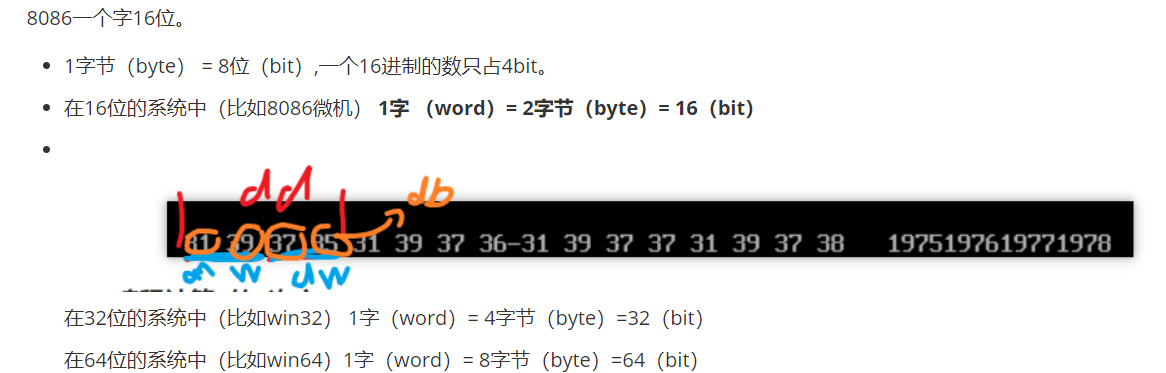 8086一个字16位。
1字节（byte） = 8位（bit）,一个16进制的数只占4bit。
在16位的系统中（比如8086微机） 1字 （word）= 2字节（byte）= 16（bit）
dd
db
31 39 37 35 31 39 37 36-31 39 37 37 31 39 37 38 1975197619771978
dw dw
在32位的系统中（比如win32） 1字（word）= 4字节（byte）=32（bit）
在64位的系统中（比如win64）1字（word）= 8字节（byte）=64（bit）